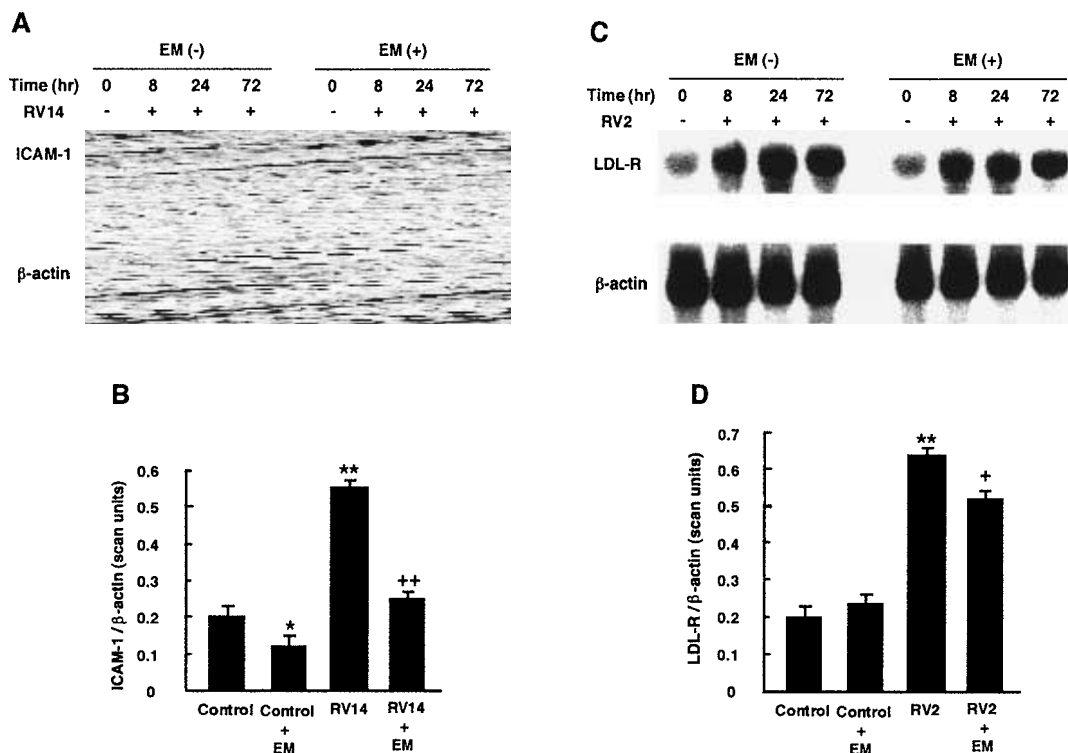 A
EM (-) EM (+)
Time (hr) 0 8 24 72 0 8 24 72
RV14 - + + + - + + +
ICAM-1
β-actin
C
EM (-) EM (+)
Time (hr) 0 8 24 72 0 8 24 72
RV2 - + + + - + + +
LDL-R
β-actin
B
ICAM-1 / β-actin (scan units)
0.6
0.5
0.4
0.3
0.2
0.1
0
*
**
++
Control Control + EM RV14 RV14 + EM
D
LDL-R / β-actin (scan units)
0.7
0.6
0.5
0.4
0.3
0.2
0.1
0
**
+
Control Control + EM RV2 RV2 + EM